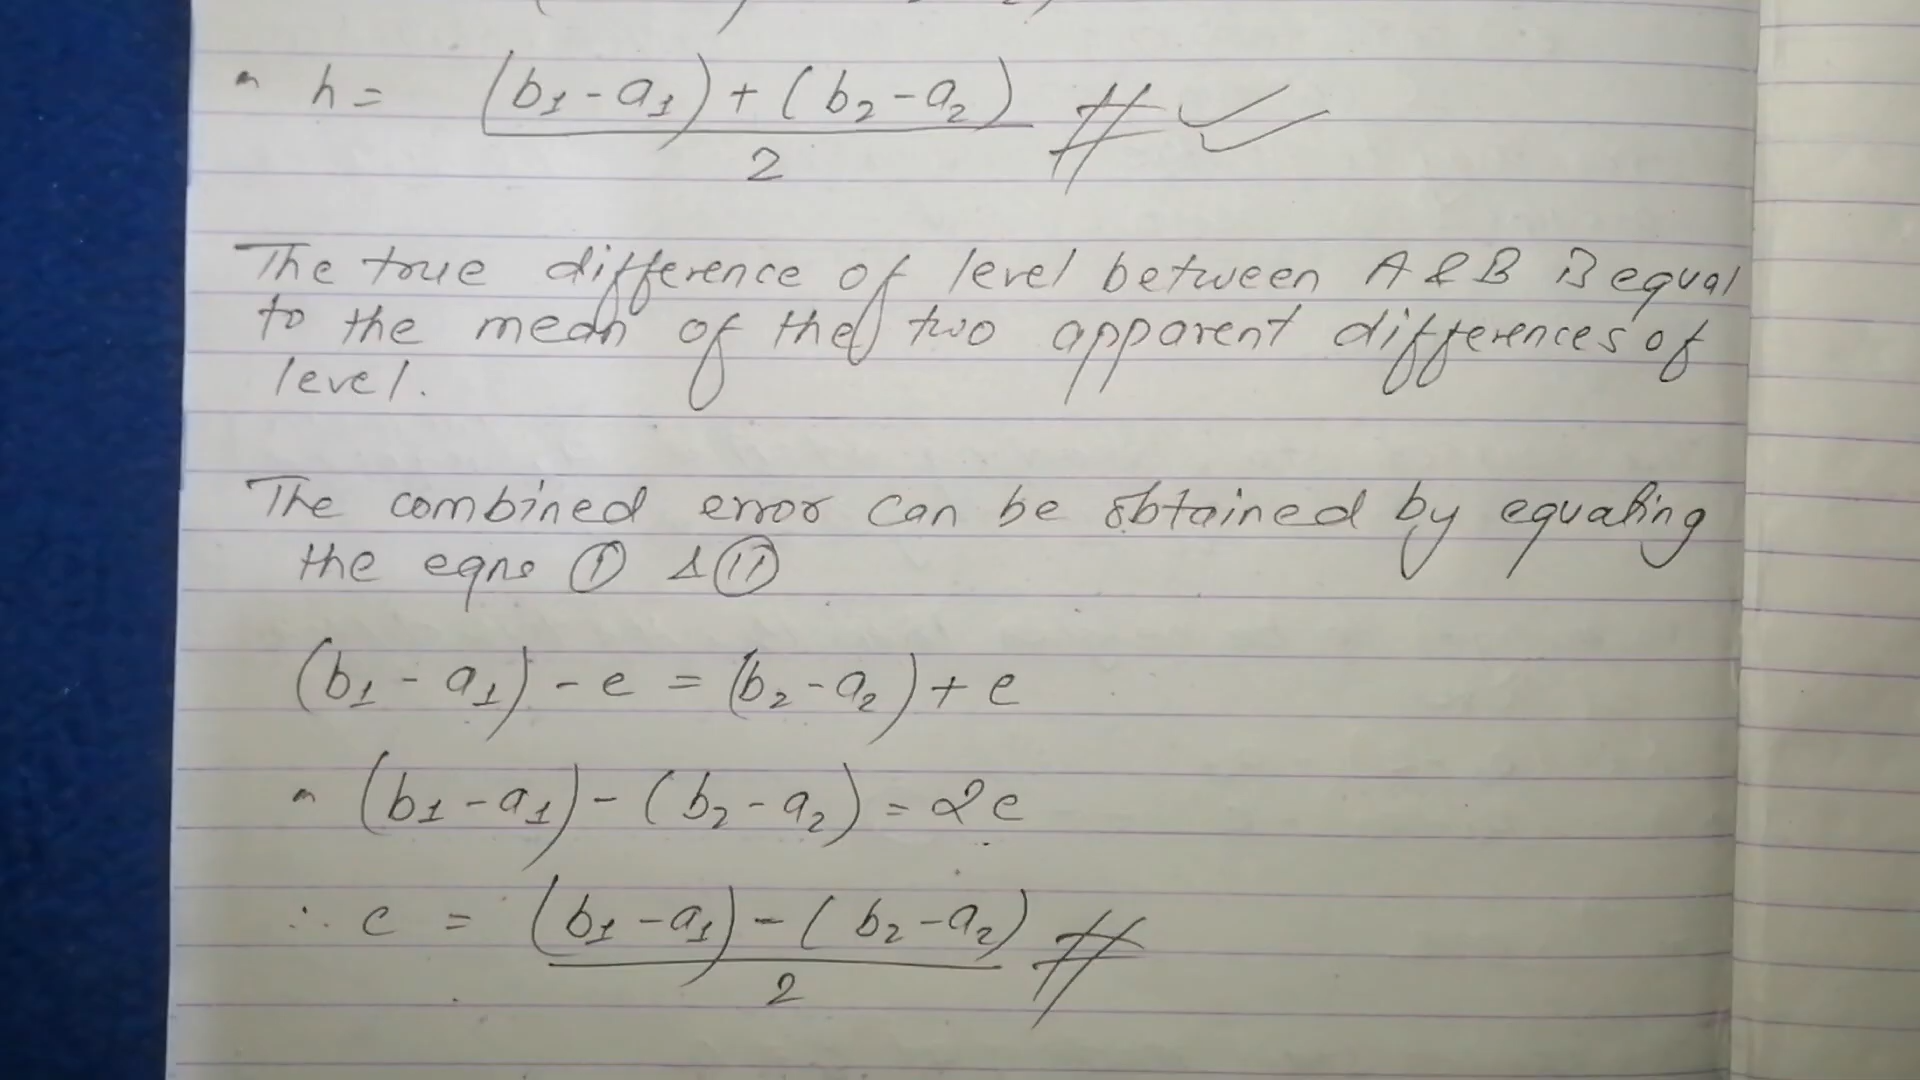 h = (b₁ - a₁) + (b₂ - a₂) / 2 #
The true difference of level between A & B is equal
to the mean of the two apparent differences of
level.
The combined error can be obtained by equating
the eqns (i) & (ii)
(b₁ - a₁) - e = (b₂ - a₂) + e
(b₁ - a₁) - (b₂ - a₂) = 2e
∴ e = (b₁ - a₁) - (b₂ - a₂) / 2 #